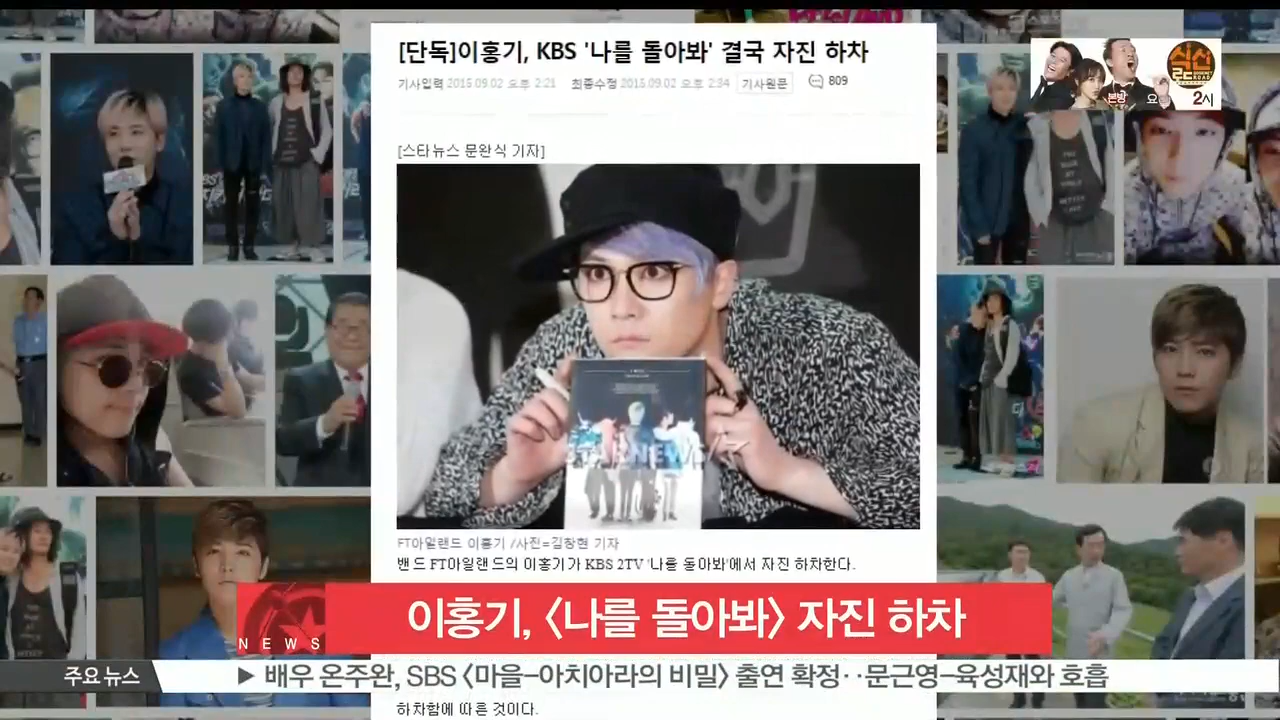 [단독]이홍기, KBS '나를 돌아봐' 결국 자진 하차
기사입력 2015.09.02 오후 2:21 최종수정 2015.09.02 오후 2:34 기사원문 809
식신
로드
본방
2시
[스타뉴스 문완식 기자]
STARNEWS
FT아일랜드 이홍기 /사진=김창현 기자
밴드 FT아일랜드의 이홍기가 KBS 2TV '나를 돌아봐'에서 자진 하차한다.
이홍기, <나를 돌아봐> 자진 하차
NEWS
주요뉴스
▶ 배우 온주완, SBS <마을-아치아라의 비밀> 출연 확정‥문근영-육성재와 호흡
하차함에 따른 것이다.